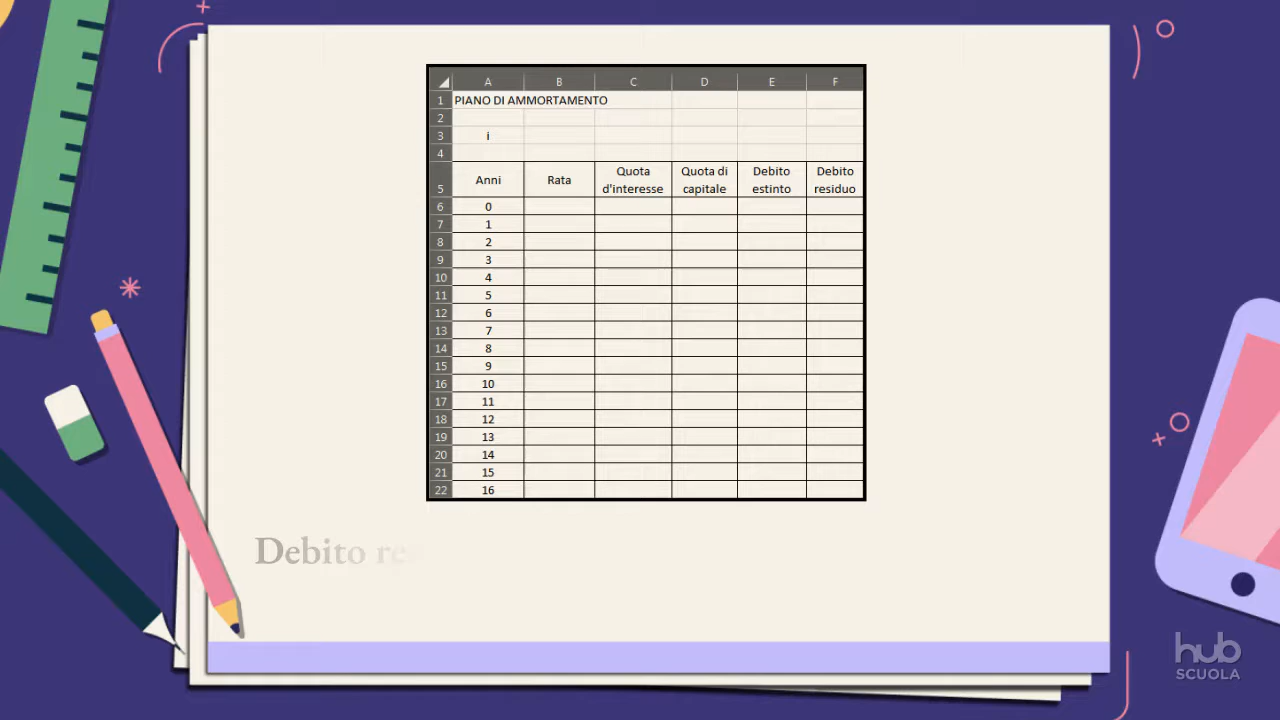 A B C D E F
1 PIANO DI AMMORTAMENTO
2
3 i
4
5 Anni Rata Quota d'interesse Quota di capitale Debito estinto Debito residuo
6 0
7 1
8 2
9 3
10 4
11 5
12 6
13 7
14 8
15 9
16 10
17 11
18 12
19 13
20 14
21 15
22 16
Debito re
hub
SCUOLA